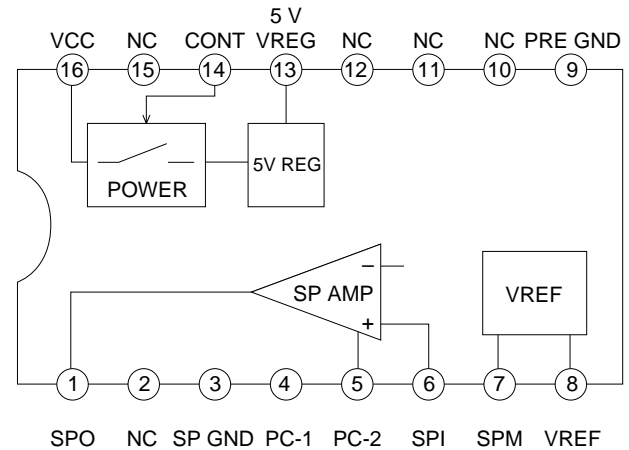 5 V
VCC NC CONT VREG NC NC NC PRE GND
16 15 14 13 12 11 10 9
5V REG
POWER
− 
SP AMP
VREF
+
1 2 3 4 5 6 7 8
SPO NC SP GND PC-1 PC-2 SPI SPM VREF